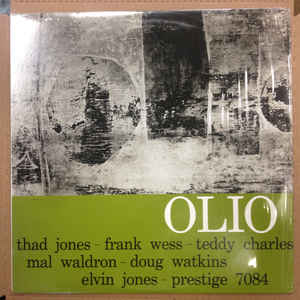 OLIO
thad jones - frank wess - teddy charles
mal waldron - doug watkins
elvin jones - prestige 7084